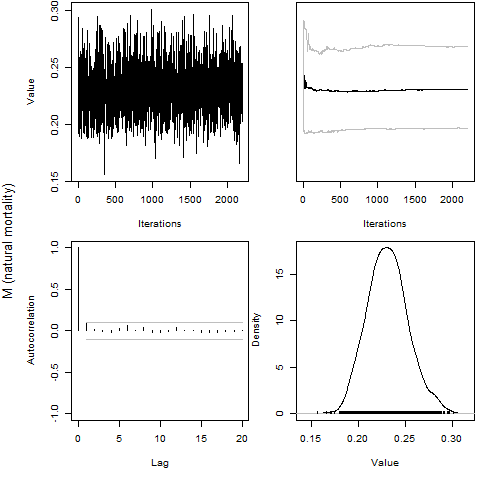 0.30
0.25
0.20
0.15
Value
0 500 1000 1500 2000
Iterations
0 500 1000 1500 2000
Iterations
M (natural mortality)
1.0
0.5
0.0
-0.5
-1.0
Autocorrelation
0 5 10 15 20
Lag
15
10
5
0
Density
0.15 0.20 0.25 0.30
Value